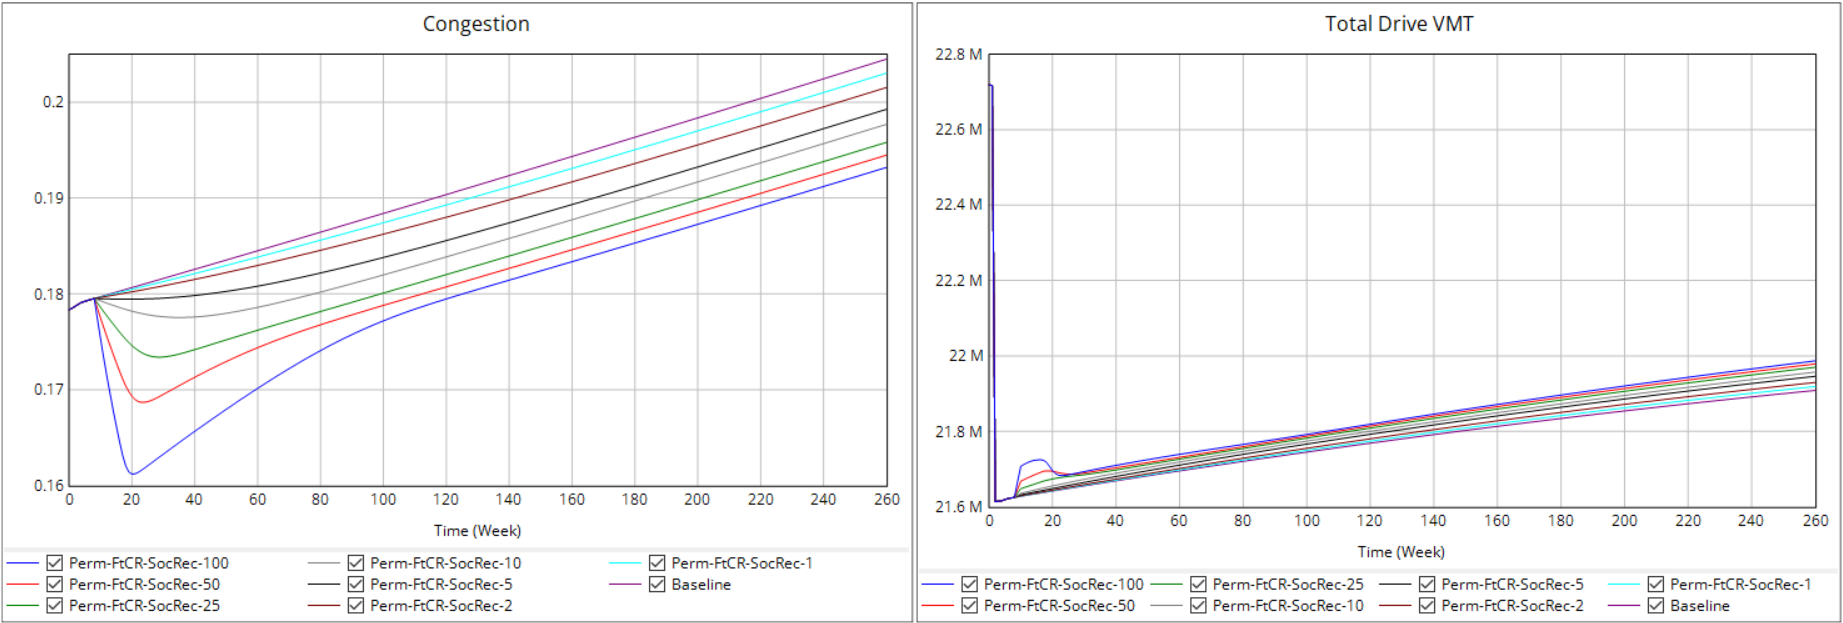 Congestion
0.2
0.19
0.18
0.17
0.16
0 20 40 60 80 100 120 140 160 180 200 220 240 260
Time (Week)
Perm-FtCR-SocRec-100 Perm-FtCR-SocRec-10 Perm-FtCR-SocRec-1
Perm-FtCR-SocRec-50 Perm-FtCR-SocRec-5 Baseline
Perm-FtCR-SocRec-25 Perm-FtCR-SocRec-2
Total Drive VMT
22.8 M
22.6 M
22.4 M
22.2 M
22 M
21.8 M
21.6 M
0 20 40 60 80 100 120 140 160 180 200 220 240 260
Time (Week)
Perm-FtCR-SocRec-100 Perm-FtCR-SocRec-25 Perm-FtCR-SocRec-5 Perm-FtCR-SocRec-1
Perm-FtCR-SocRec-50 Perm-FtCR-SocRec-10 Perm-FtCR-SocRec-2 Baseline